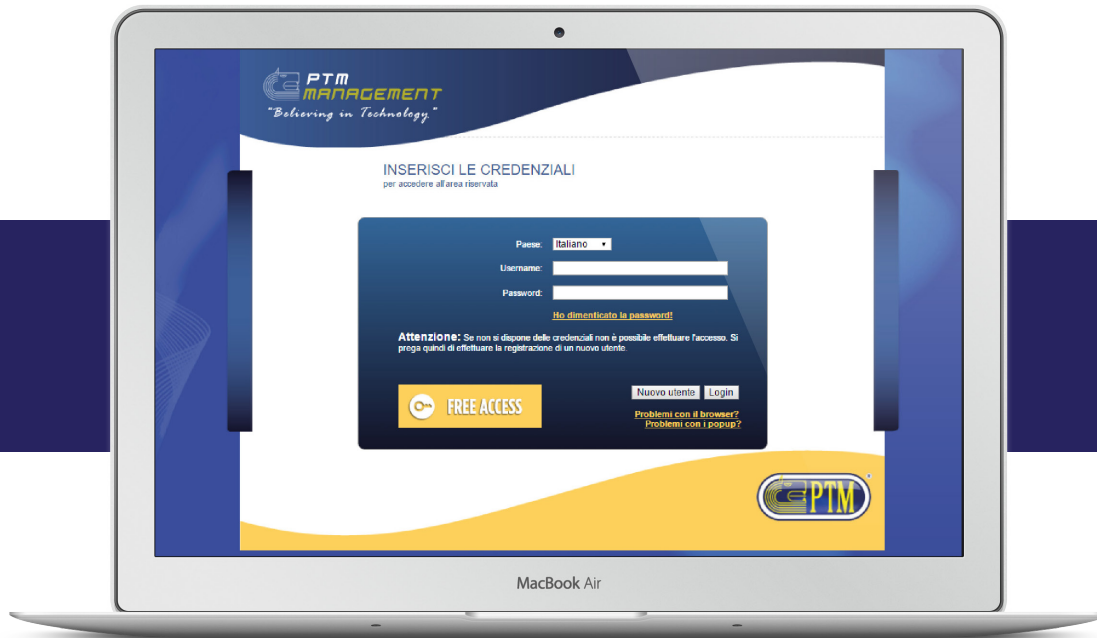 PTM
MANAGEMENT
"Believing in Technology"
INSERISCI LE CREDENZIALI
per accedere all'area riservata
Paese: Italiano
Username:
Password:
Ho dimenticato la password!
Attenzione: Se non si dispone delle credenziali non è possibile effettuare l'accesso. Si
prega quindi di effettuare la registrazione di un nuovo utente.
FREE ACCESS
Nuovo utente Login
Problemi con il browser?
Problemi con i popup?
PTM
MacBook Air